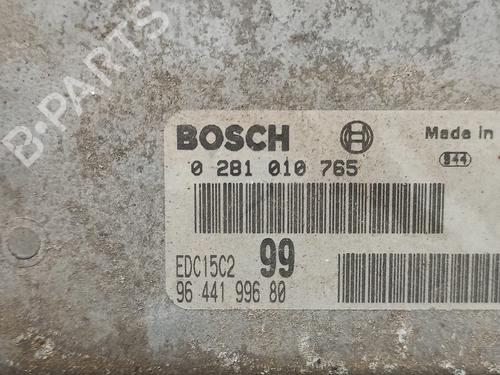 B-PARTS
BOSCH
Made in
0 281 010 765
EDC15C2 99
96 441 996 80